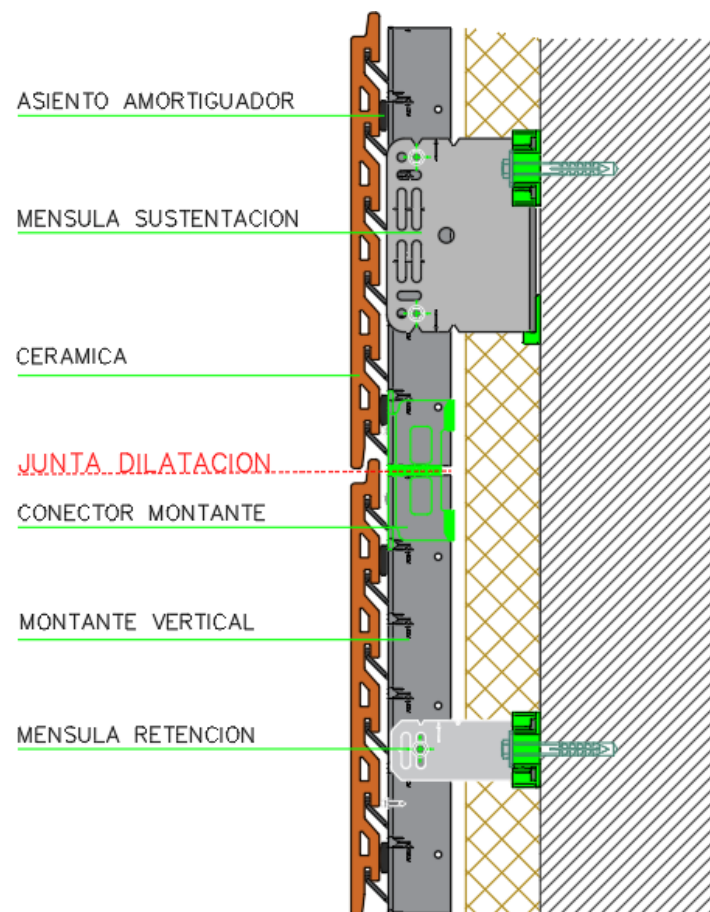 ASIENTO AMORTIGUADOR
MENSULA SUSTENTACION
CERAMICA
JUNTA DILATACION
CONECTOR MONTANTE
MONTANTE VERTICAL
MENSULA RETENCION